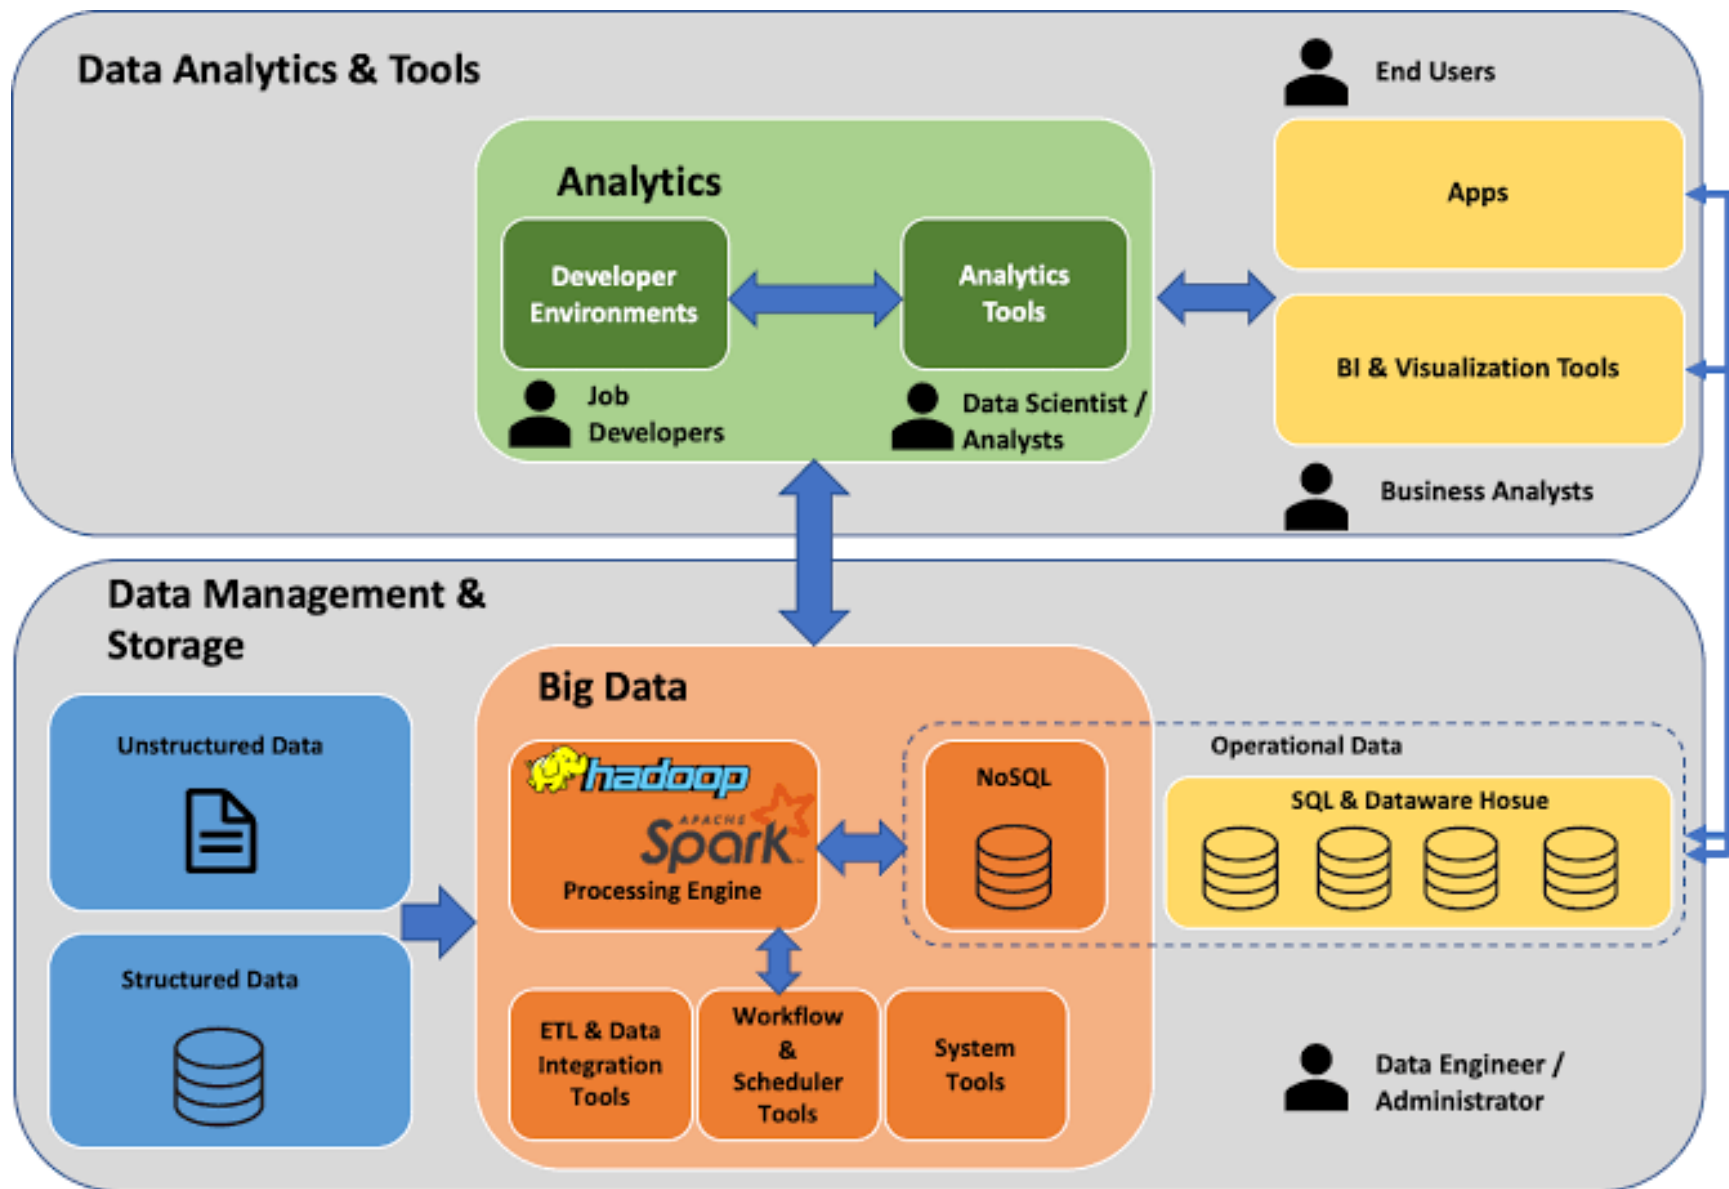 Data Analytics & Tools
End Users
Analytics
Apps
Developer
Environments
Analytics
Tools
BI & Visualization Tools
Job
Developers
Data Scientist /
Analysts
Business Analysts
Data Management &
Storage
Big Data
Unstructured Data
Operational Data
hadoop
NoSQL
SQL & Dataware Hosue
APACHE
Spark
Processing Engine
Structured Data
ETL & Data
Integration
Tools
Workflow
&
Scheduler
Tools
System
Tools
Data Engineer /
Administrator